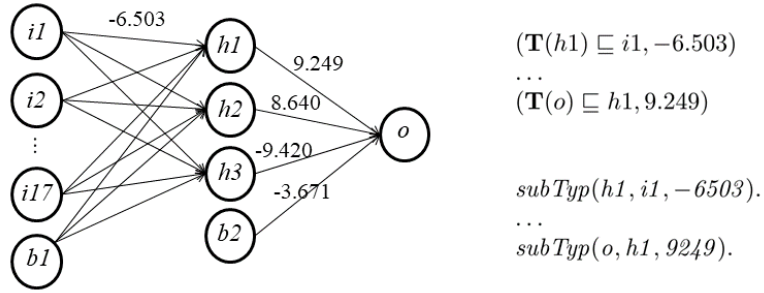 i1
-6.503
h1
9.249
i2
h2
8.640
o
⋮
-9.420
h3
-3.671
i17
h2
b1
b2
(T(h1) ⊑ i1, −6.503)
...
(T(o) ⊑ h1, 9.249)
subTyp(h1, i1, −6503).
...
subTyp(o, h1, 9249).